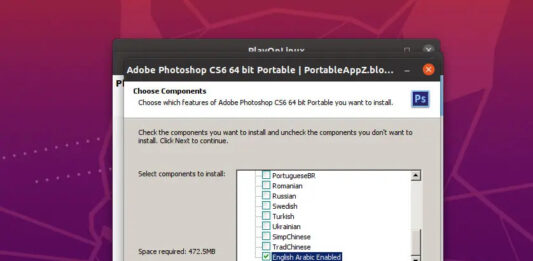 PlayOnLinux
Adobe Photoshop CS6 64 bit Portable | PortableAppZ.blo...
Choose Components
Choose which features of Adobe Photoshop CS6 64 bit Portable you want to install.
Ps
Check the components you want to install and uncheck the components you don't want to
install. Click Next to continue.
Select components to install:
PortugueseBR
Romanian
Russian
Swedish
Turkish
Ukrainian
SimpChinese
TradChinese
English Arabic Enabled
Space required: 472.5MB